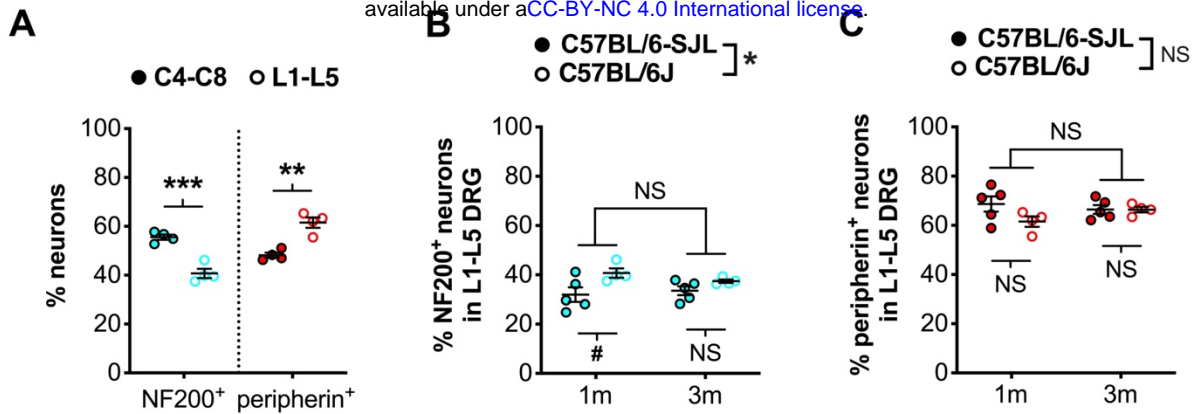 available under aCC-BY-NC 4.0 International license.
A
C4-C8 L1-L5
% neurons
100
80
60
40
20
0
***
**
NF200+ peripherin+
B
C57BL/6-SJL
C57BL/6J
*
% NF200+ neurons
in L1-L5 DRG
100
80
60
40
20
0
NS
# NS
1m 3m
C
C57BL/6-SJL
C57BL/6J
NS
% peripherin+ neurons
in L1-L5 DRG
100
80
60
40
20
0
NS
NS NS
1m 3m